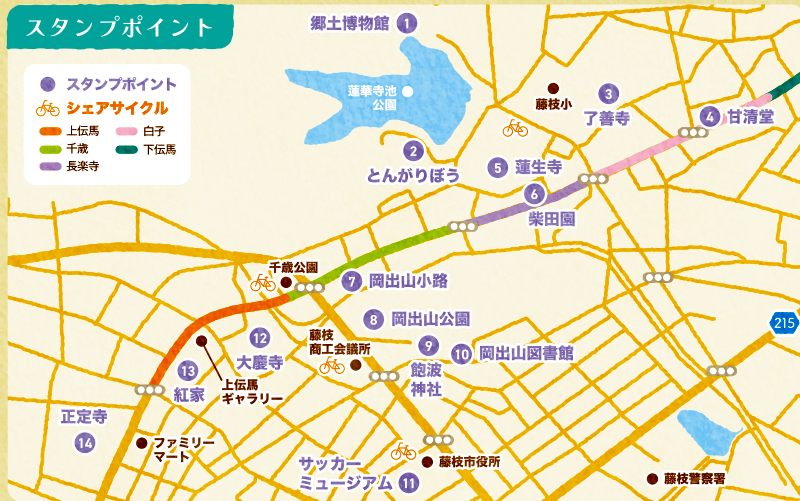 スタンプポイント
スタンプポイント
シェアサイクル
上伝馬
白子
千歳
下伝馬
長楽寺
郷土博物館
1
蓮華寺池
公園
藤枝小
3
了善寺
4
甘清堂
2
とんがりぼう
5
蓮生寺
6
柴田園
千歳公園
7
岡出山小路
8
岡出山公園
215
9
飽波
神社
10
岡出山図書館
藤枝
商工会議所
12
大慶寺
13
紅家
上伝馬
ギャラリー
正定寺
14
ファミリー
マート
サッカー
ミュージアム
11
藤枝市役所
藤枝警察署